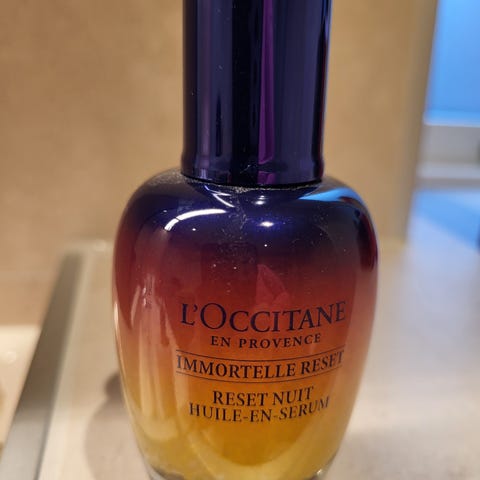 L'OCCITANE
EN PROVENCE
IMMORTELLE RESET
RESET NUIT
HUILE-EN-SERUM